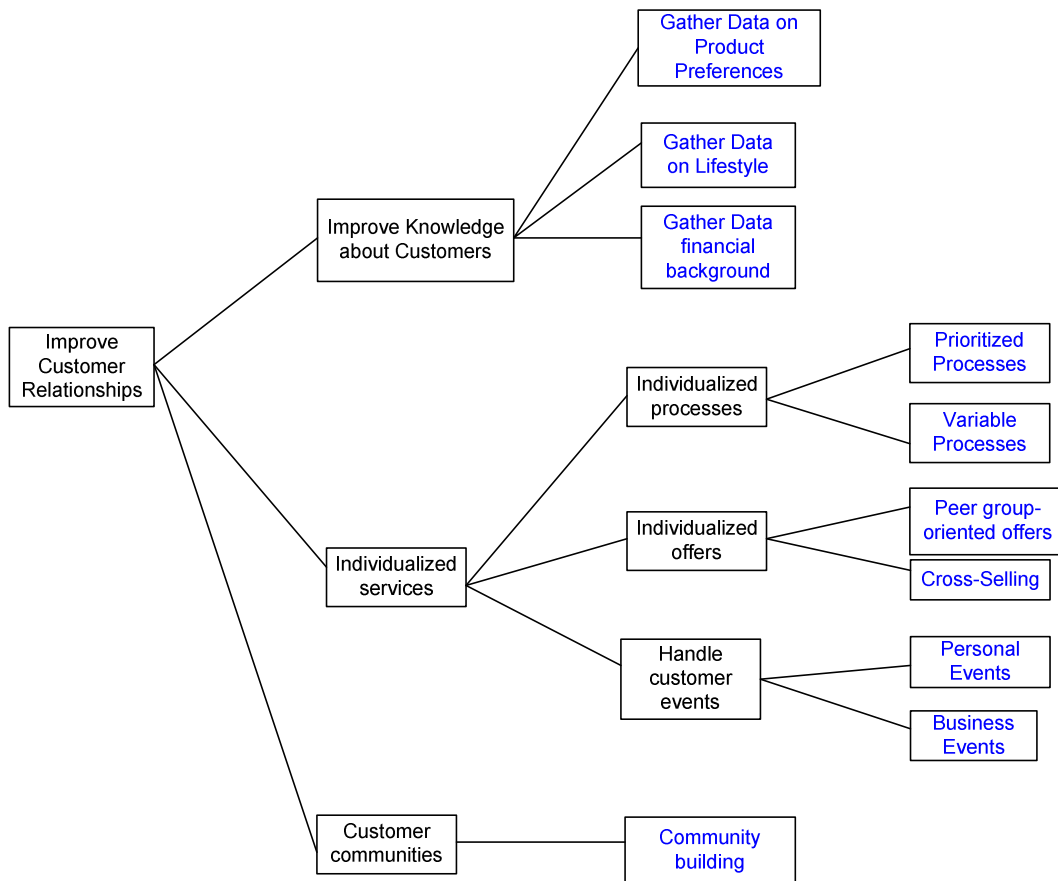 Gather Data on
Product
Preferences
Gather Data
on Lifestyle
Improve Knowledge
about Customers
Gather Data
financial
background
Improve
Customer
Relationships
Prioritized
Processes
Individualized
processes
Variable
Processes
Peer group-
oriented offers
Individualized
offers
Cross-Selling
Individualized
services
Handle
customer
events
Personal
Events
Business
Events
Customer
communities
Community
building